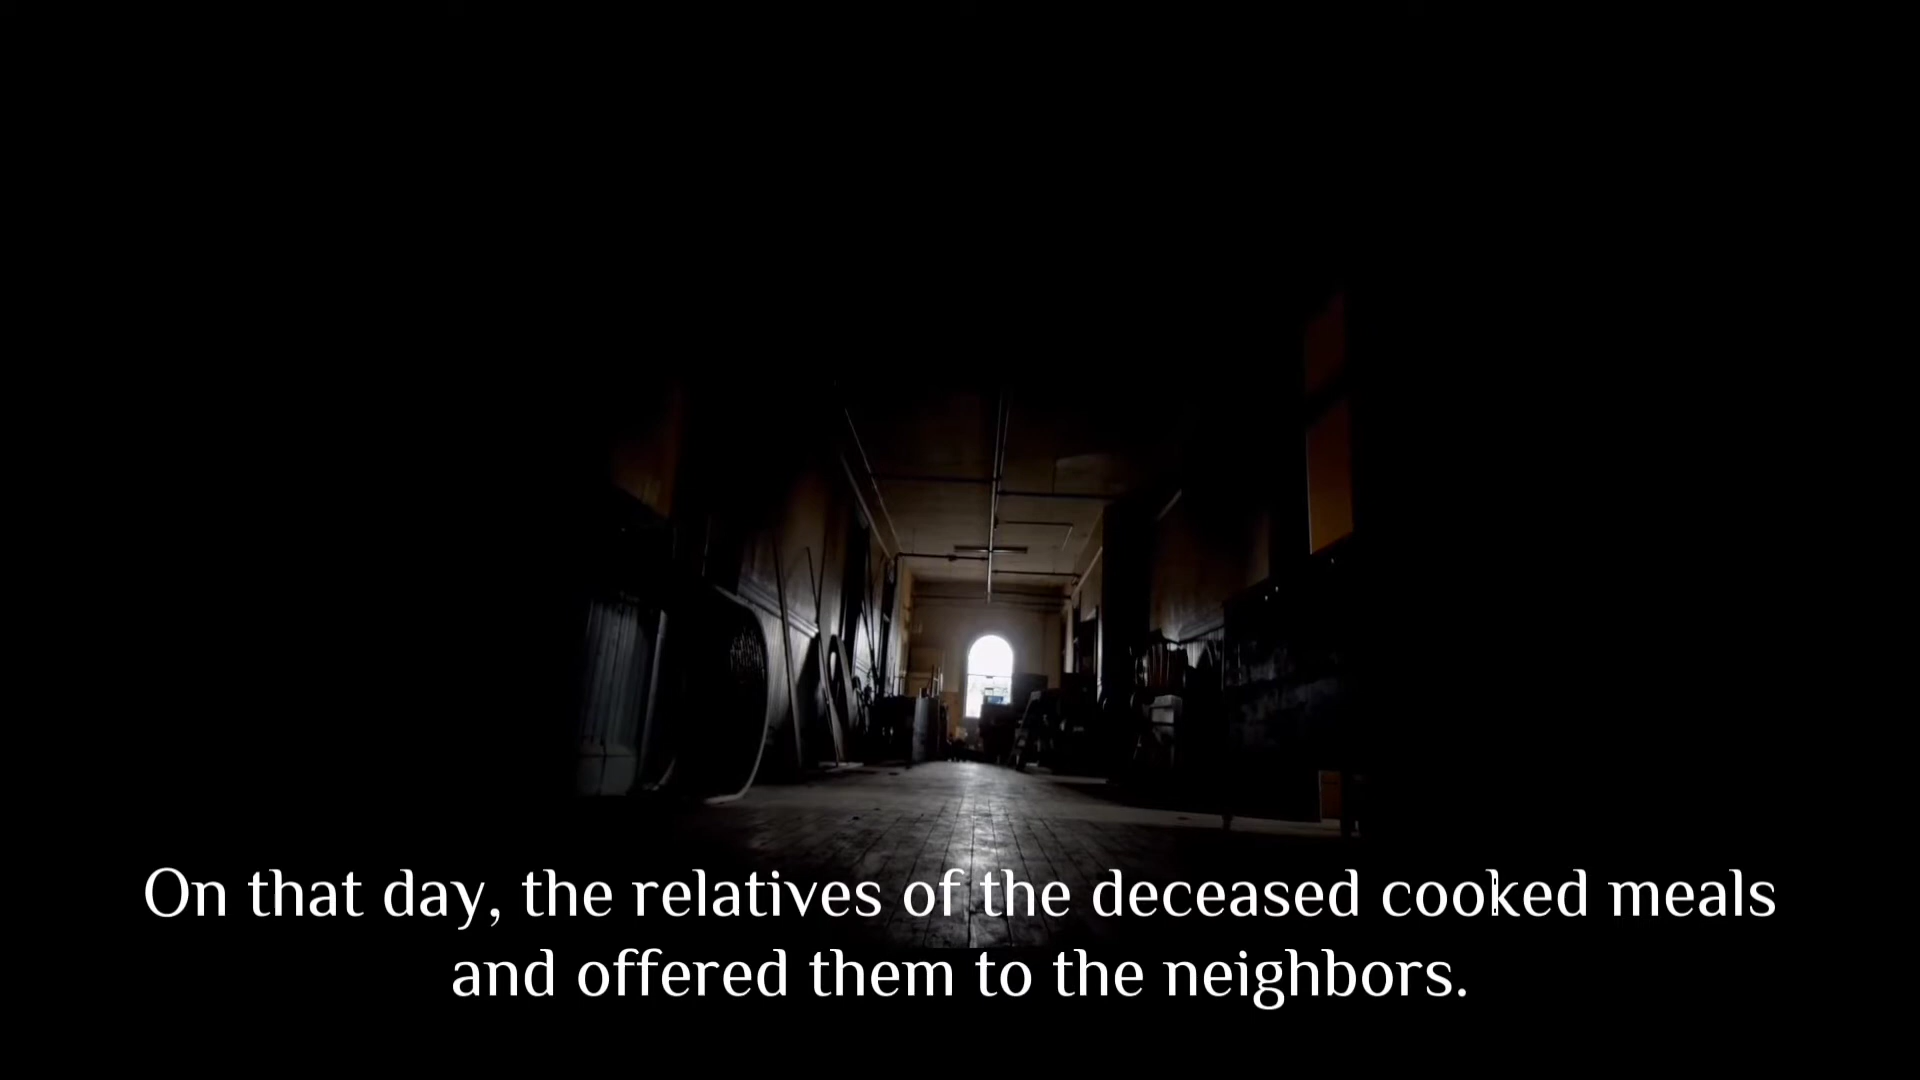 On that day, the relatives of the deceased cooked meals
and offered them to the neighbors.